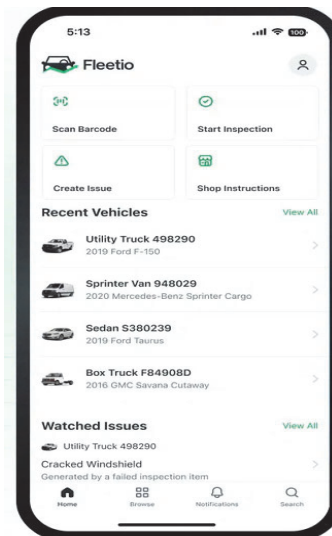 5:13
100
Fleetio
Scan Barcode
Start Inspection
Create Issue
Shop Instructions
Recent Vehicles
View All
Utility Truck 498290
2019 Ford F-150
Sprinter Van 948029
2020 Mercedes-Benz Sprinter Cargo
Sedan S380239
2019 Ford Taurus
Box Truck F84908D
2016 GMC Savana Cutaway
Watched Issues
View All
Utility Truck 498290
Cracked Windshield
Generated by a failed inspection item
Home
Browse
Notifications
Search